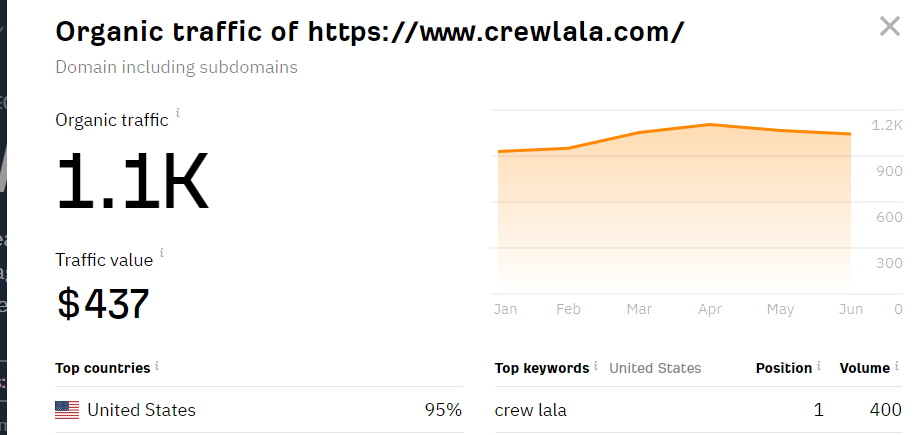 Organic traffic of https://www.crewlala.com/
Domain including subdomains
Organic traffic i
1.1K
Traffic value i
$437
1.2K
900
600
300
Jan Feb Mar Apr May Jun 0
Top countries i
United States 95%
Top keywords i United States Position i Volume i
crew lala 1 400